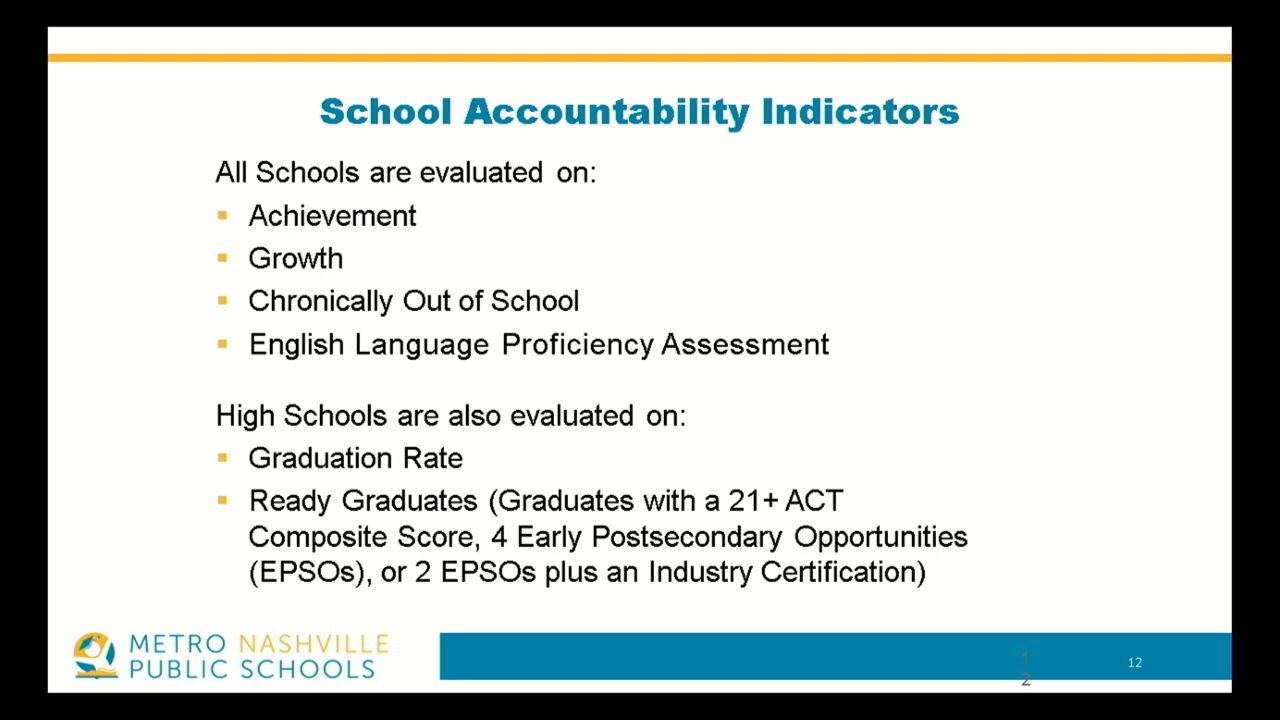 School Accountability Indicators
All Schools are evaluated on:
▪ Achievement
▪ Growth
▪ Chronically Out of School
▪ English Language Proficiency Assessment
High Schools are also evaluated on:
▪ Graduation Rate
▪ Ready Graduates (Graduates with a 21+ ACT
Composite Score, 4 Early Postsecondary Opportunities
(EPSOs), or 2 EPSOs plus an Industry Certification)
METRO NASHVILLE
PUBLIC SCHOOLS
1
2
12